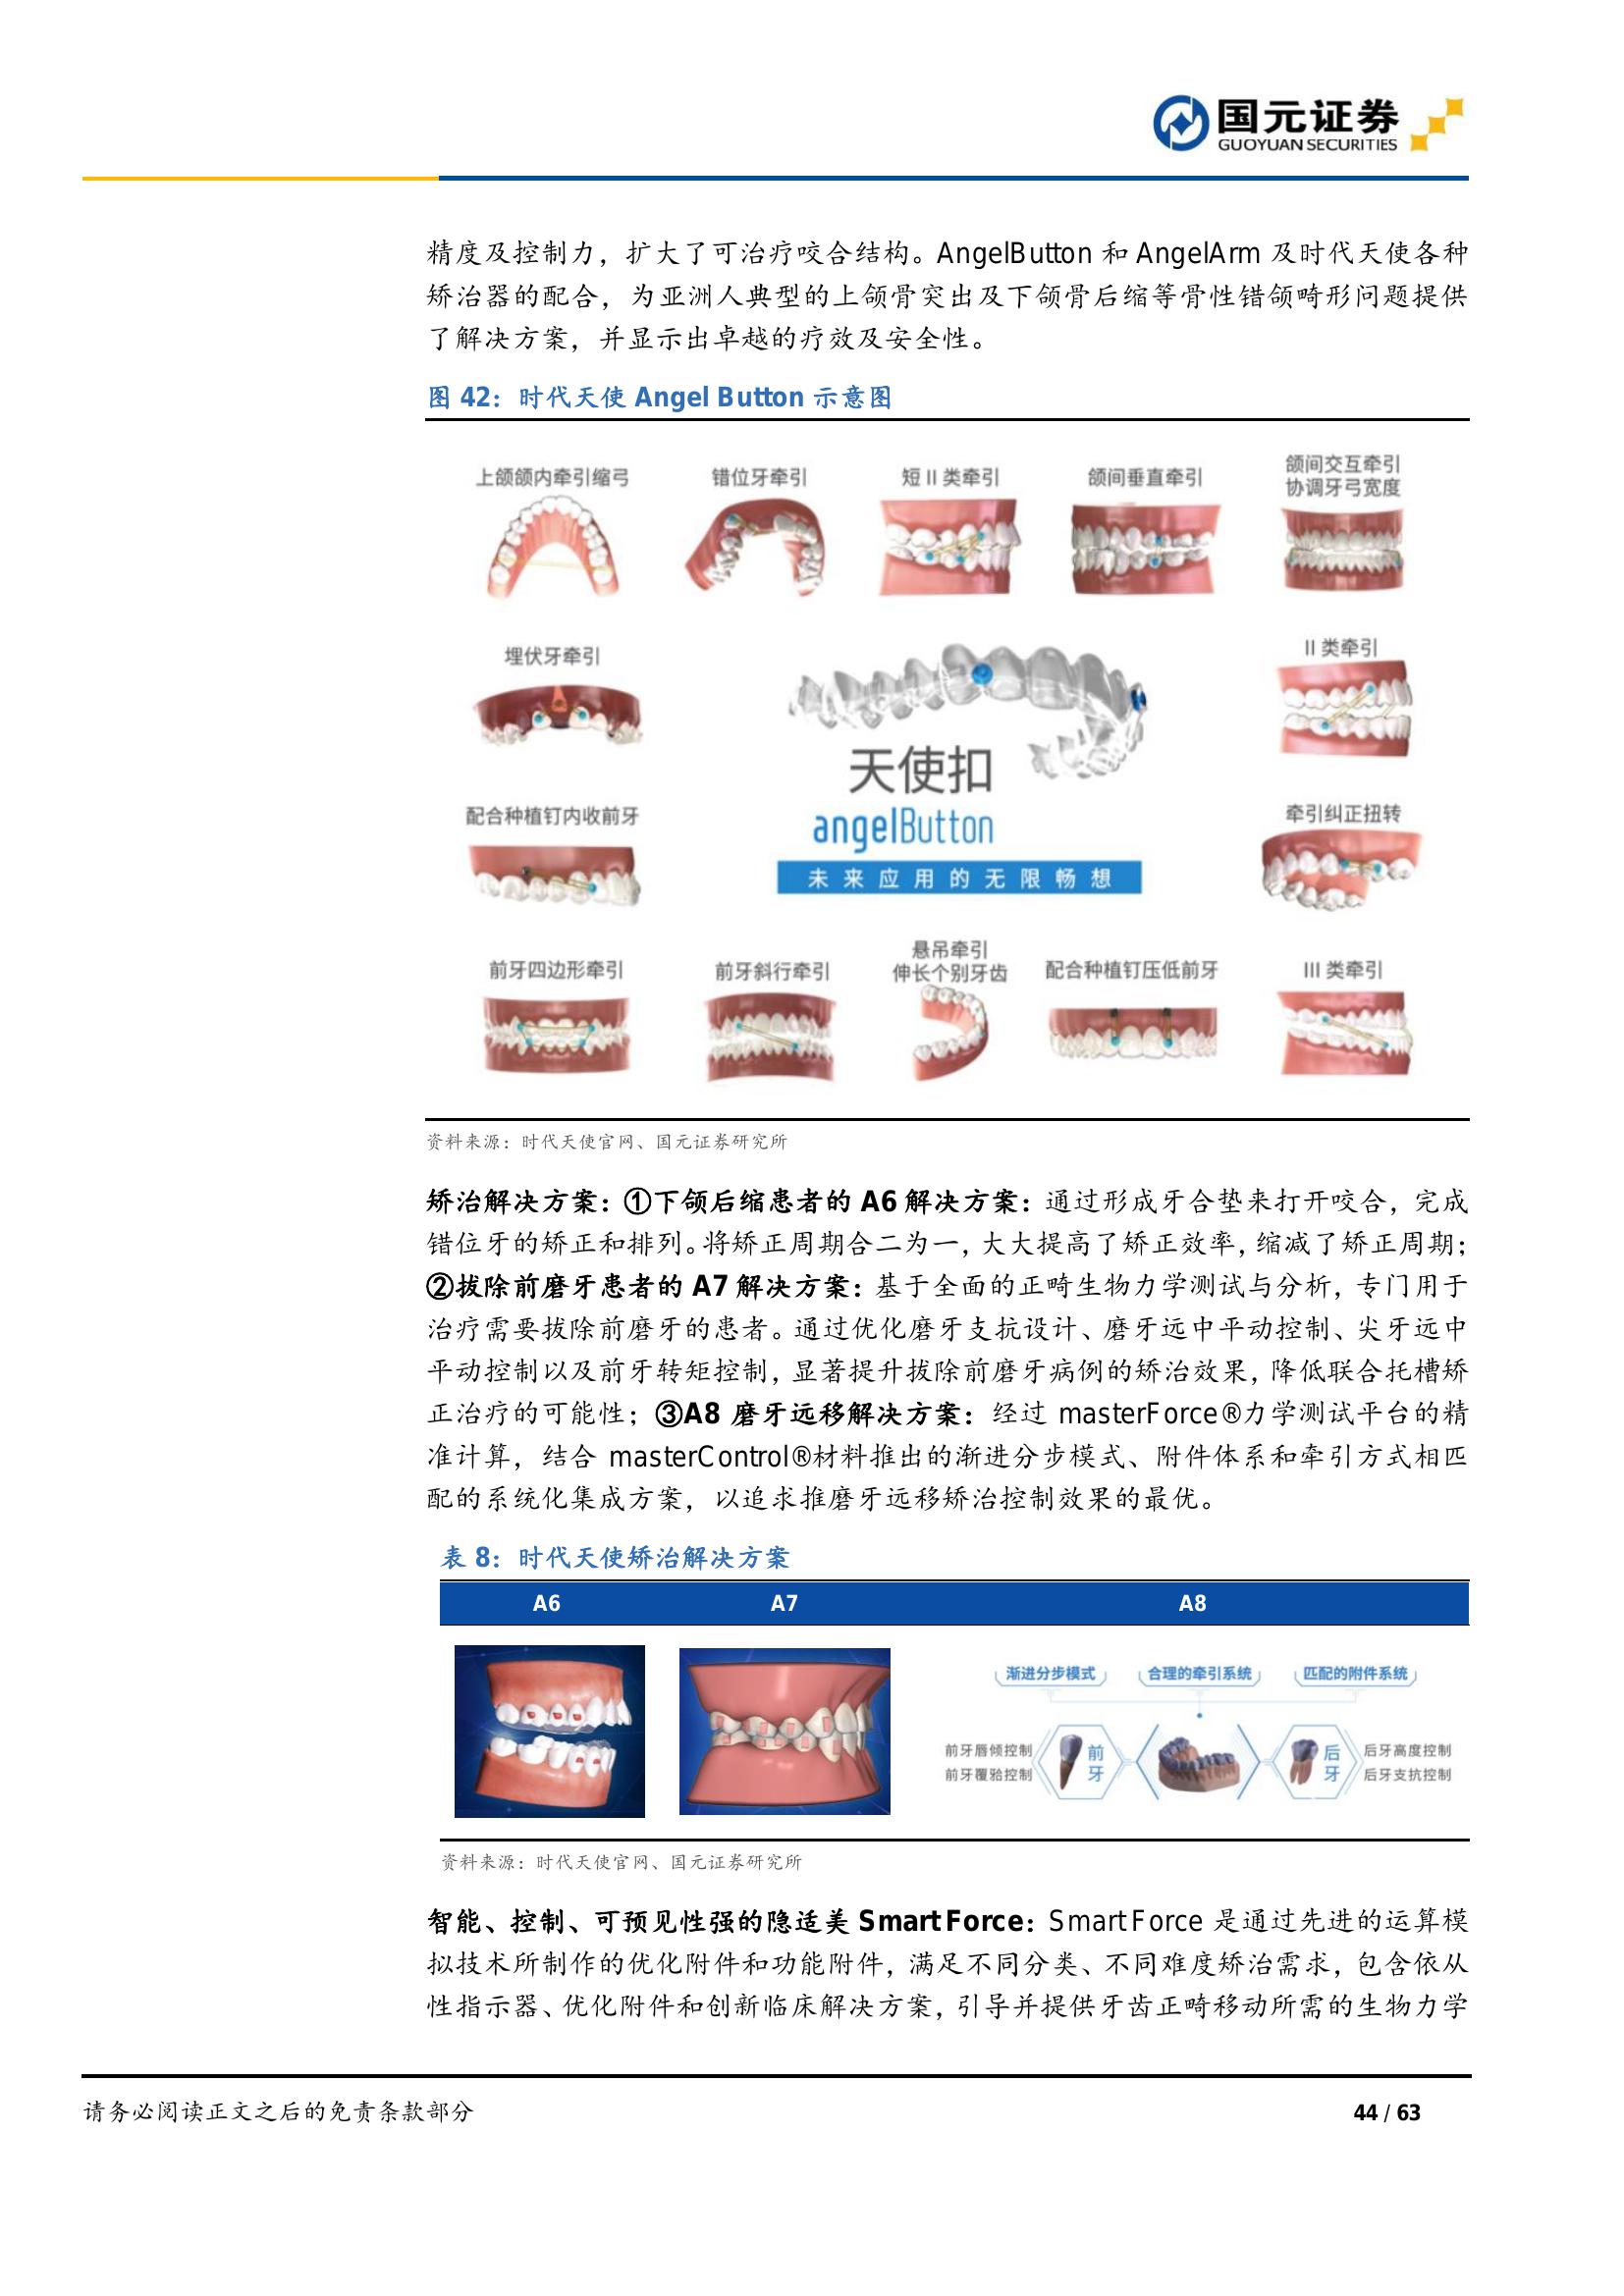 国元证券
GUOYUAN SECURITIES
精度及控制力，扩大了可治疗咬合结构。AngelButton 和 AngelArm 及时代天使各种
矫治器的配合，为亚洲人典型的上颌骨突出及下颌骨后缩等骨性错颌畸形问题提供
了解决方案，并显示出卓越的疗效及安全性。
图 42：时代天使 Angel Button 示意图
上颌颌内牵引缩弓
错位牙牵引
短 II 类牵引
颌间垂直牵引
颌间交互牵引
协调牙弓宽度
埋伏牙牵引
II 类牵引
天使扣
angelButton
未来应用的无限畅想
配合种植钉内收前牙
牵引纠正扭转
前牙四边形牵引
前牙斜行牵引
悬吊牵引
伸长个别牙齿
配合种植钉压低前牙
III 类牵引
资料来源：时代天使官网、国元证券研究所
矫治解决方案：①下颌后缩患者的 A6 解决方案：通过形成牙合垫来打开咬合，完成
错位牙的矫正和排列。将矫正周期合二为一，大大提高了矫正效率，缩减了矫正周期；
②拔除前磨牙患者的 A7 解决方案：基于全面的正畸生物力学测试与分析，专门用于
治疗需要拔除前磨牙的患者。通过优化磨牙支抗设计、磨牙远中平动控制、尖牙远中
平动控制以及前牙转矩控制，显著提升拔除前磨牙病例的矫治效果，降低联合托槽矫
正治疗的可能性；③A8 磨牙远移解决方案：经过 masterForce®力学测试平台的精
准计算，结合 masterControl®材料推出的渐进分步模式、附件体系和牵引方式相匹
配的系统化集成方案，以追求推磨牙远移矫治控制效果的最优。
表 8：时代天使矫治解决方案
A6 A7 A8
渐进分步模式 合理的牵引系统 匹配的附件系统
前牙唇倾控制
前牙覆𬌗控制
前牙
后牙
后牙高度控制
后牙支抗控制
资料来源：时代天使官网、国元证券研究所
智能、控制、可预见性强的隐适美 SmartForce：SmartForce 是通过先进的运算模
拟技术所制作的优化附件和功能附件，满足不同分类、不同难度矫治需求，包含依从
性指示器、优化附件和创新临床解决方案，引导并提供牙齿正畸移动所需的生物力学
请务必阅读正文之后的免责条款部分
44 / 63